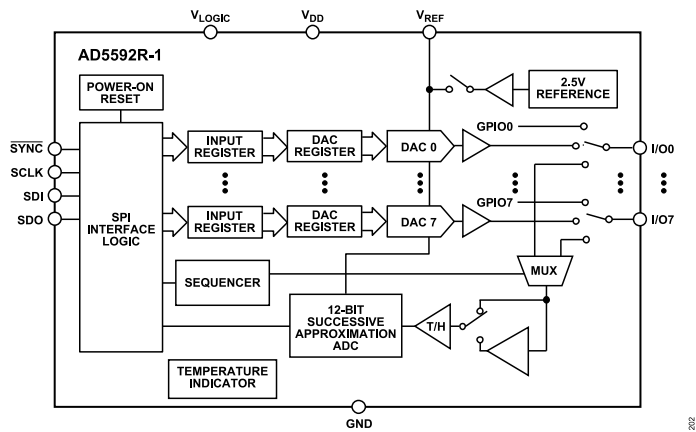 VLOGIC
VDD
VREF
AD5592R-1
POWER-ON
RESET
2.5V
REFERENCE
SYNC
SCLK
SDI
SDO
SPI
INTERFACE
LOGIC
INPUT
REGISTER
DAC
REGISTER
DAC 0
GPIO0
I/O0
INPUT
REGISTER
DAC
REGISTER
DAC 7
GPIO7
I/O7
MUX
SEQUENCER
12-BIT
SUCCESSIVE
APPROXIMATION
ADC
T/H
TEMPERATURE
INDICATOR
GND
202